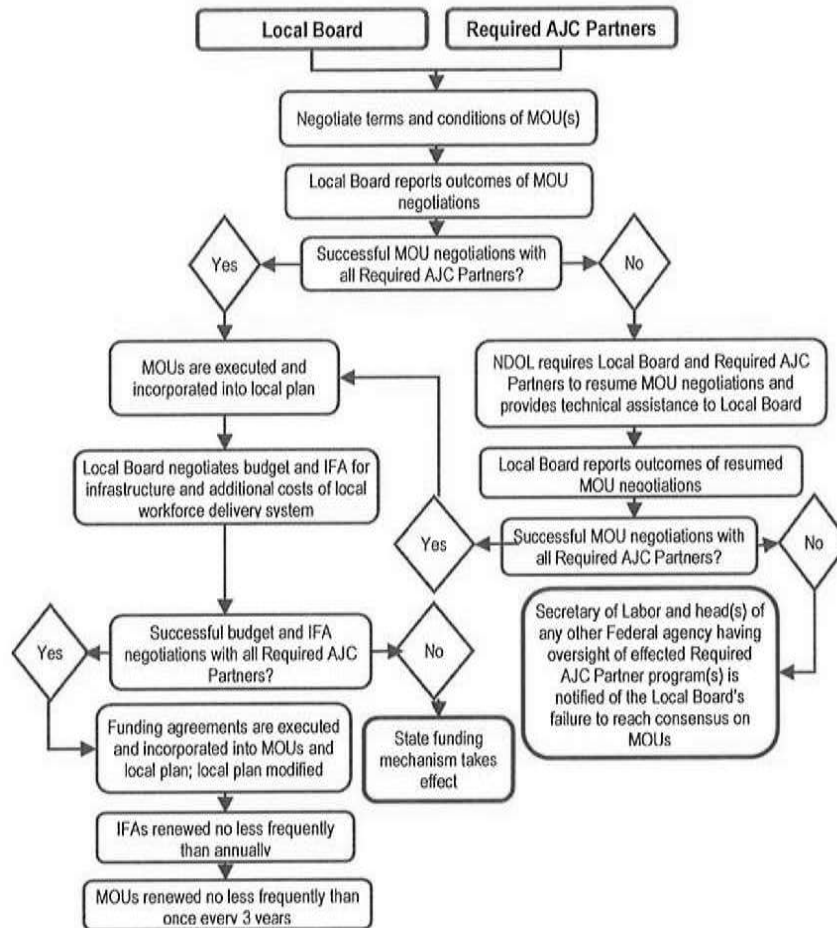 Local Board
Required AJC Partners
Negotiate terms and conditions of MOU(s)
Local Board reports outcomes of MOU
negotiations
Successful MOU negotiations with
all Required AJC Partners?
Yes
No
MOUs are executed and
incorporated into local plan
NDOL requires Local Board and Required AJC
Partners to resume MOU negotiations and
provides technical assistance to Local Board
Local Board negotiates budget and IFA for
infrastructure and additional costs of local
workforce delivery system
Local Board reports outcomes of resumed
MOU negotiations
Successful MOU negotiations with
all Required AJC Partners?
Yes
No
Secretary of Labor and head(s) of
any other Federal agency having
oversight of effected Required
AJC Partner program(s) is
notified of the Local Board's
failure to reach consensus on
MOUs
Successful budget and IFA
negotiations with all Required AJC
Partners?
Yes
No
Funding agreements are executed
and incorporated into MOUs and
local plan; local plan modified
State funding
mechanism takes
effect
IFAs renewed no less frequently
than annually
MOUs renewed no less frequently than
once every 3 years